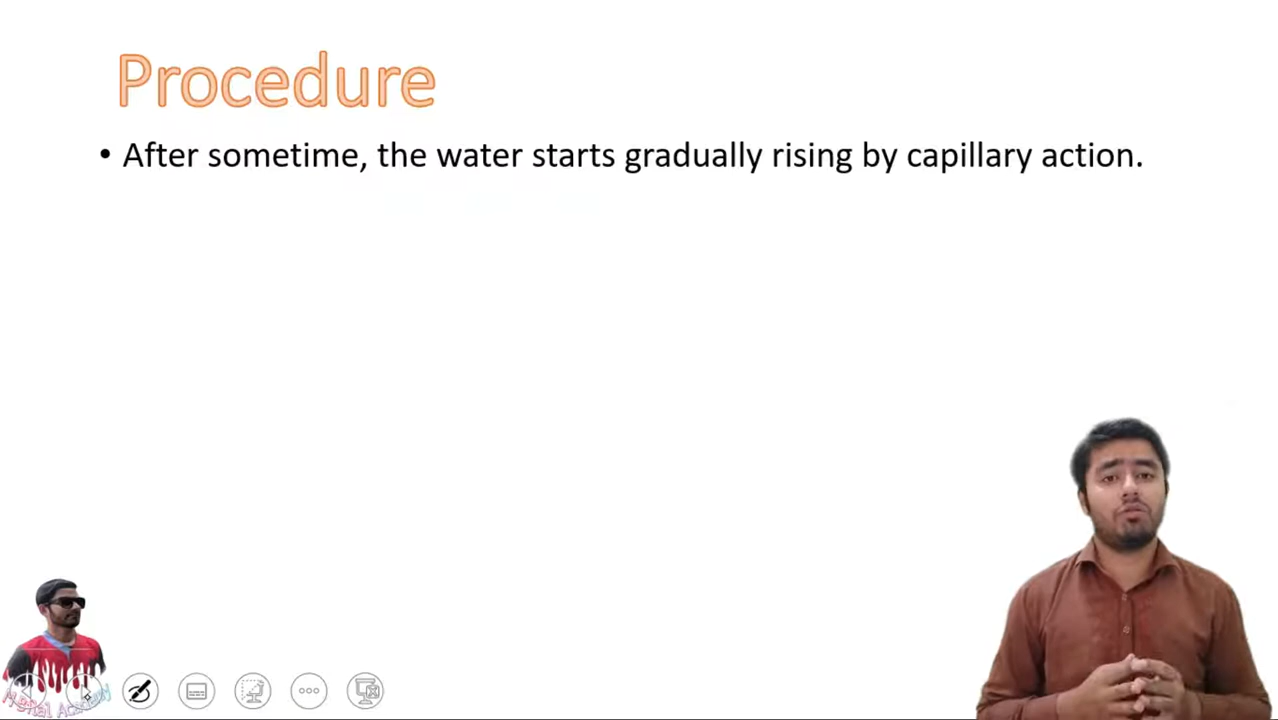 Procedure
• After sometime, the water starts gradually rising by capillary action.